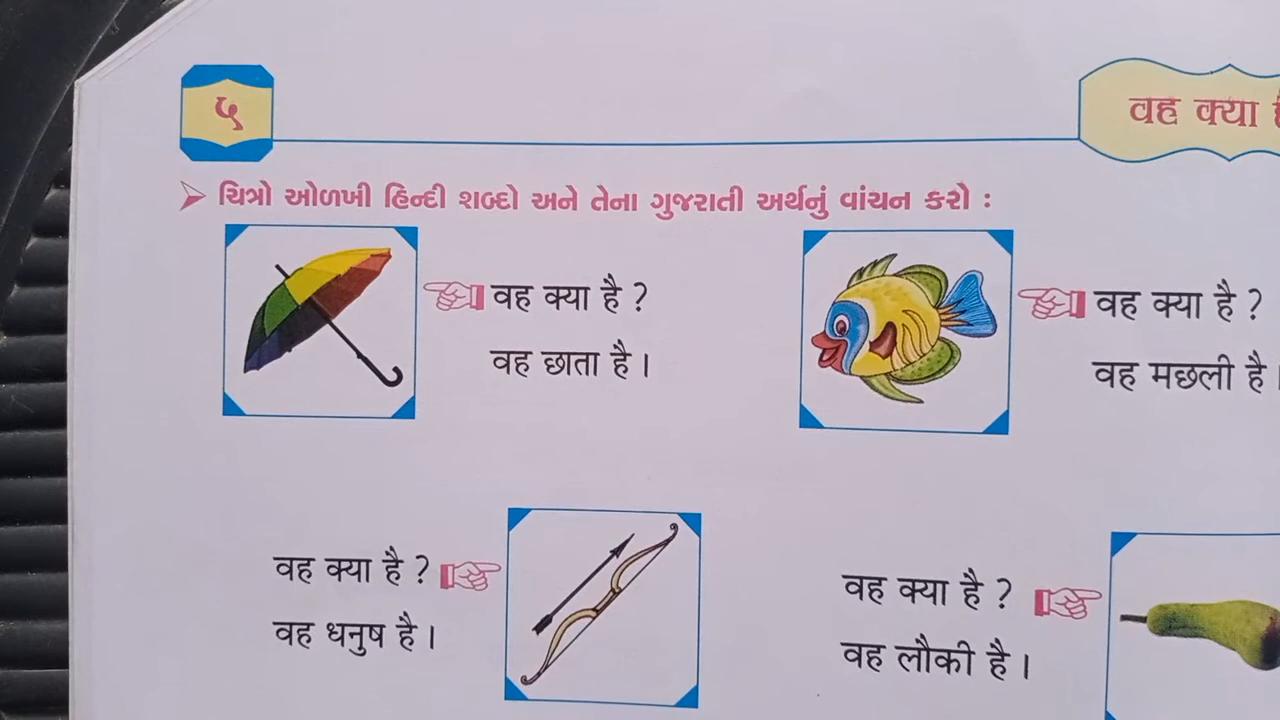 ૫
वह क्या
ચિત્રો ઓળખી હિન્દી શબ્દો અને તેના ગુજરાતી અર્થનું વાંચન કરો :
वह क्या है ?
वह छाता है ।
वह क्या है ?
वह मछली है ।
वह क्या है ?
वह धनुष है ।
वह क्या है ?
वह लौकी है ।